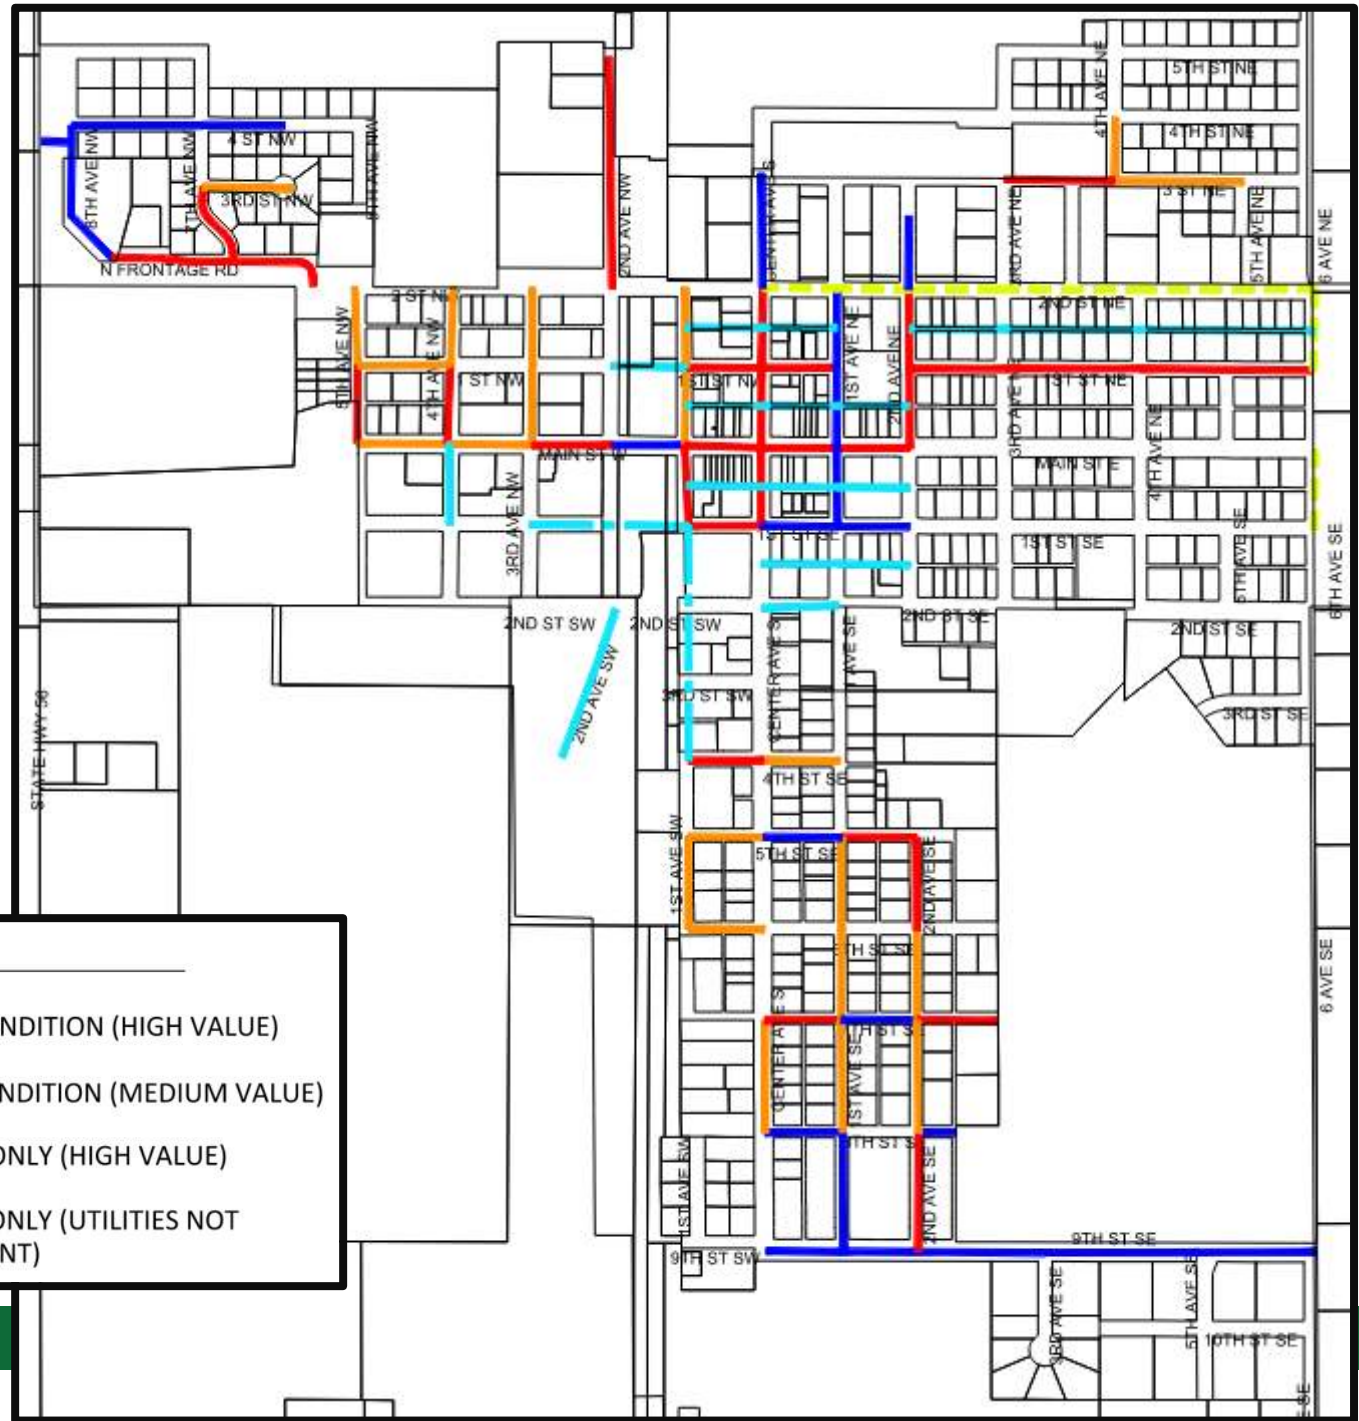 5TH ST NE
4TH AVE NE
4TH ST NE
3 ST NE
4 ST NW
8TH AVE NW
7TH AVE NW
3RD ST NW
N FRONTAGE RD
2ND AVE NW
3RD AVE NE
5TH AVE NE
6 AVE NE
2ND ST NE
5TH AVE NW
4TH AVE NW
1 ST NW
1ST AVE NE
2ND AVE NE
1ST ST NE
3RD AVE NE
MAIN ST W
MAIN ST E
4TH AVE NE
3RD AVE NW
1ST ST SE
1ST ST SE
5TH AVE SE
6TH AVE SE
2ND ST SW
2ND ST SW
2ND ST SE
2ND ST SE
2ND AVE SW
3RD ST SW
CENTER AVE S
3RD ST SE
4TH ST SE
1ST AVE SW
5TH ST SE
2ND AVE SE
6 AVE SE
CENTER AVE S
1ST AVE SE
1ST AVE SW
2ND AVE SE
9TH ST SW
9TH ST SE
3RD AVE SE
5TH AVE SE
10TH ST SE
NDITION (HIGH VALUE)
NDITION (MEDIUM VALUE)
ONLY (HIGH VALUE)
ONLY (UTILITIES NOT
NT)